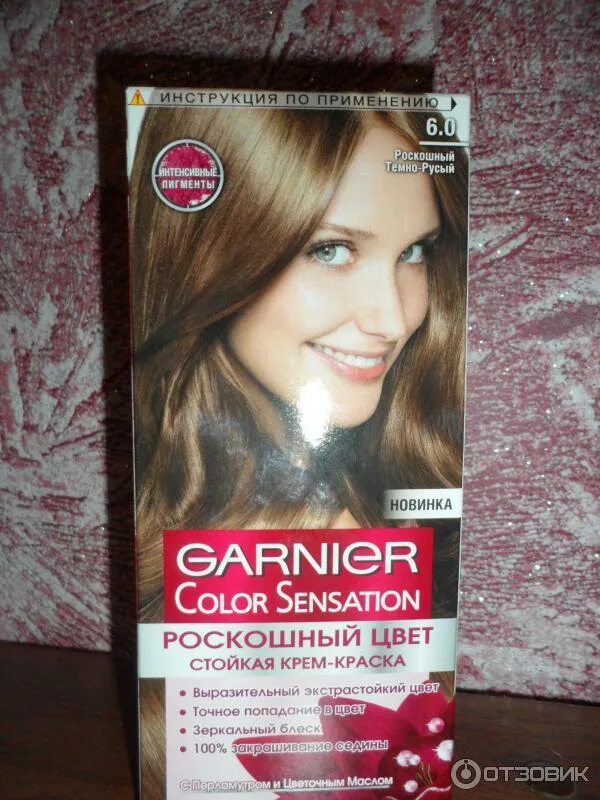 ИНСТРУКЦИЯ ПО ПРИМЕНЕНИЮ
6.0
Роскошный
Темно-Русый
ИНТЕНСИВНЫЕ
ПИГМЕНТЫ
НОВИНКА
GARNIER
COLOR SENSATION
РОСКОШНЫЙ ЦВЕТ
СТОЙКАЯ КРЕМ-КРАСКА
• Выразительный экстрастойкий цвет
• Точное попадание в цвет
• Зеркальный блеск
• 100% закрашивание седины
С Перламутром и Цветочным Маслом
ОТЗОВИК